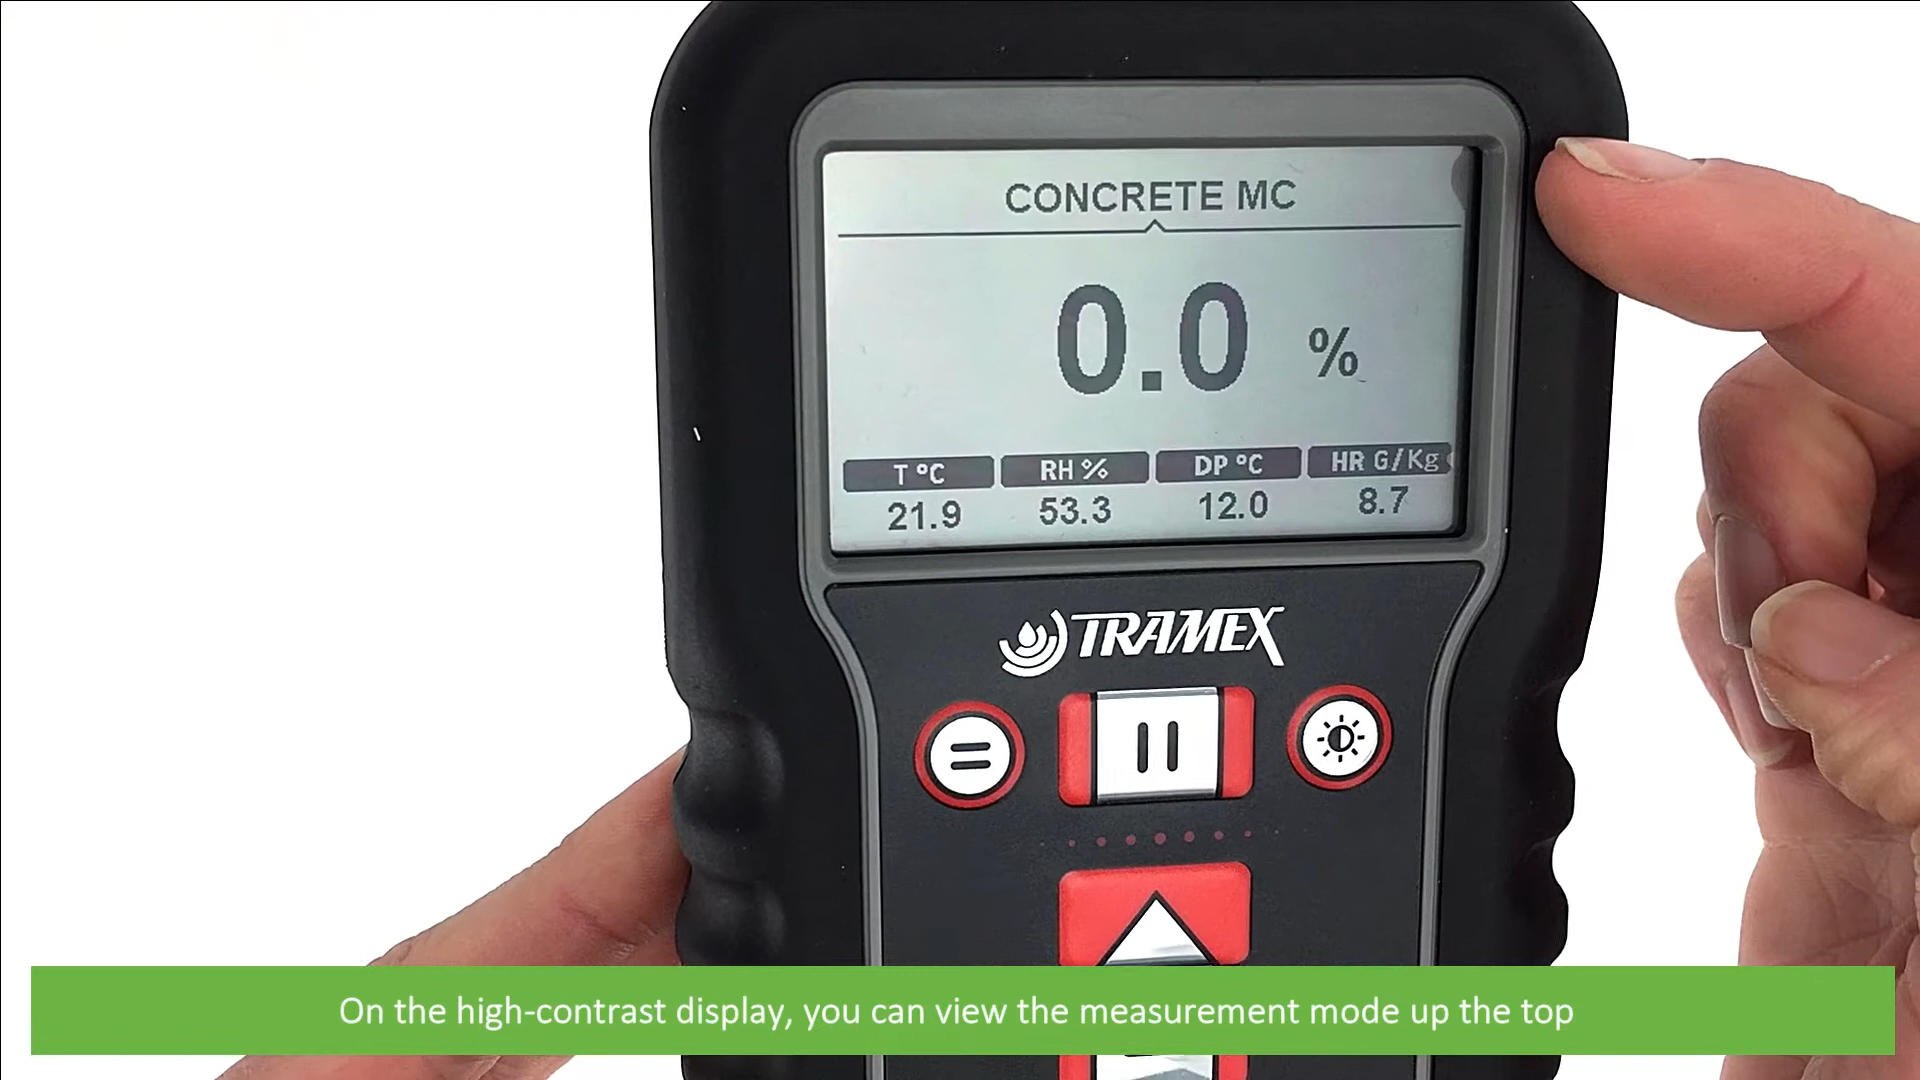 CONCRETE MC
0.0 %
T °C RH % DP °C HR G/Kg
21.9 53.3 12.0 8.7
TRAMEX
On the high-contrast display, you can view the measurement mode up the top